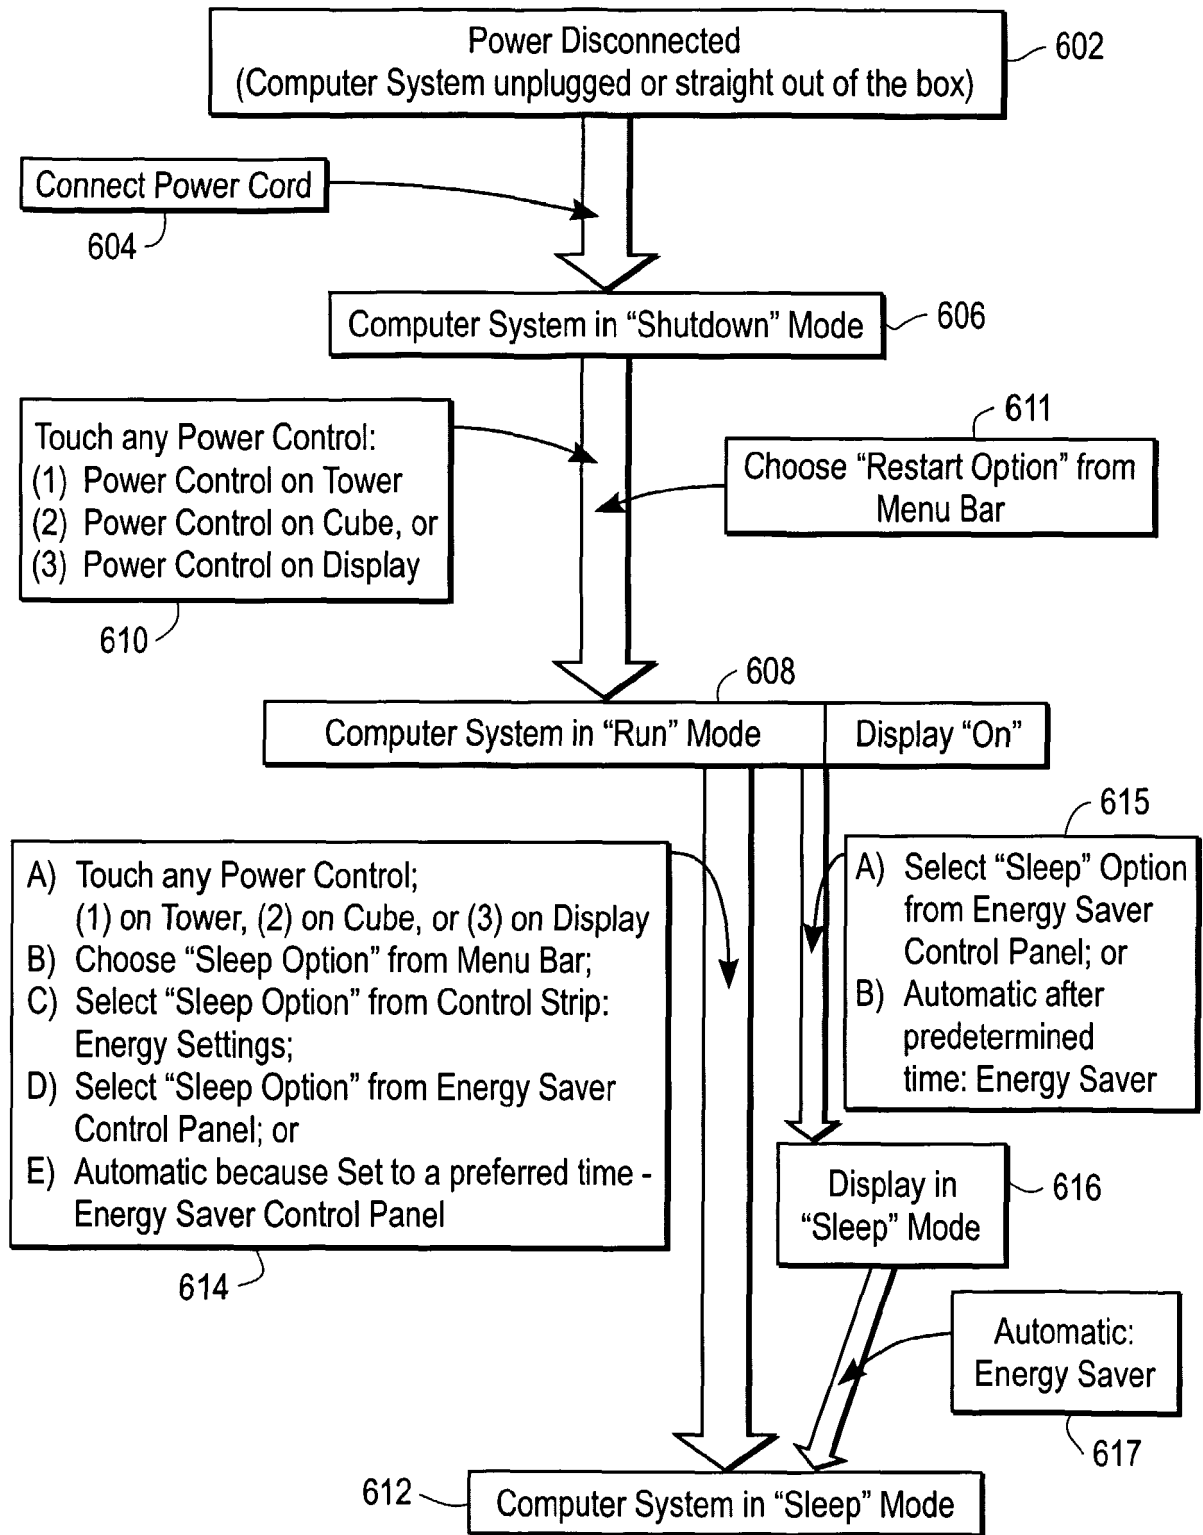 Power Disconnected
(Computer System unplugged or straight out of the box)
602
Connect Power Cord
604
Computer System in “Shutdown” Mode
606
Touch any Power Control:
(1) Power Control on Tower
(2) Power Control on Cube, or
(3) Power Control on Display
610
611
Choose “Restart Option” from
Menu Bar
608
Computer System in “Run” Mode
Display “On”
A) Touch any Power Control;
(1) on Tower, (2) on Cube, or (3) on Display
B) Choose “Sleep Option” from Menu Bar;
C) Select “Sleep Option” from Control Strip:
Energy Settings;
D) Select “Sleep Option” from Energy Saver
Control Panel; or
E) Automatic because Set to a preferred time -
Energy Saver Control Panel
614
615
A) Select “Sleep” Option
from Energy Saver
Control Panel; or
B) Automatic after
predetermined
time: Energy Saver
Display in
“Sleep” Mode
616
Automatic:
Energy Saver
617
612
Computer System in “Sleep” Mode